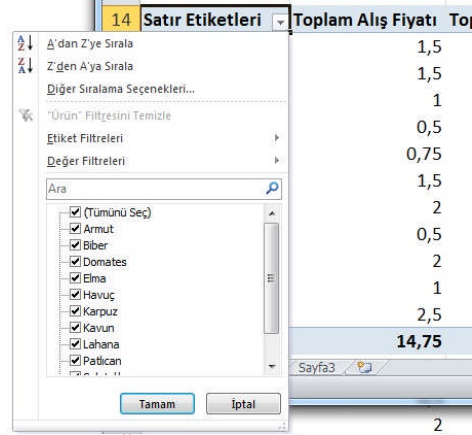 14 Satır Etiketleri Toplam Alış Fiyatı
A'dan Z'ye Sırala
Z'den A'ya Sırala
Diğer Sıralama Seçenekleri...
"Ürün" Filtresini Temizle
Etiket Filtreleri
Değer Filtreleri
Ara
(Tümünü Seç)
Armut
Biber
Domates
Elma
Havuç
Karpuz
Kavun
Lahana
Patlıcan
Tamam İptal
1,5
1,5
1
0,5
0,75
1,5
2
0,5
2
1
2,5
14,75
Sayfa3
2